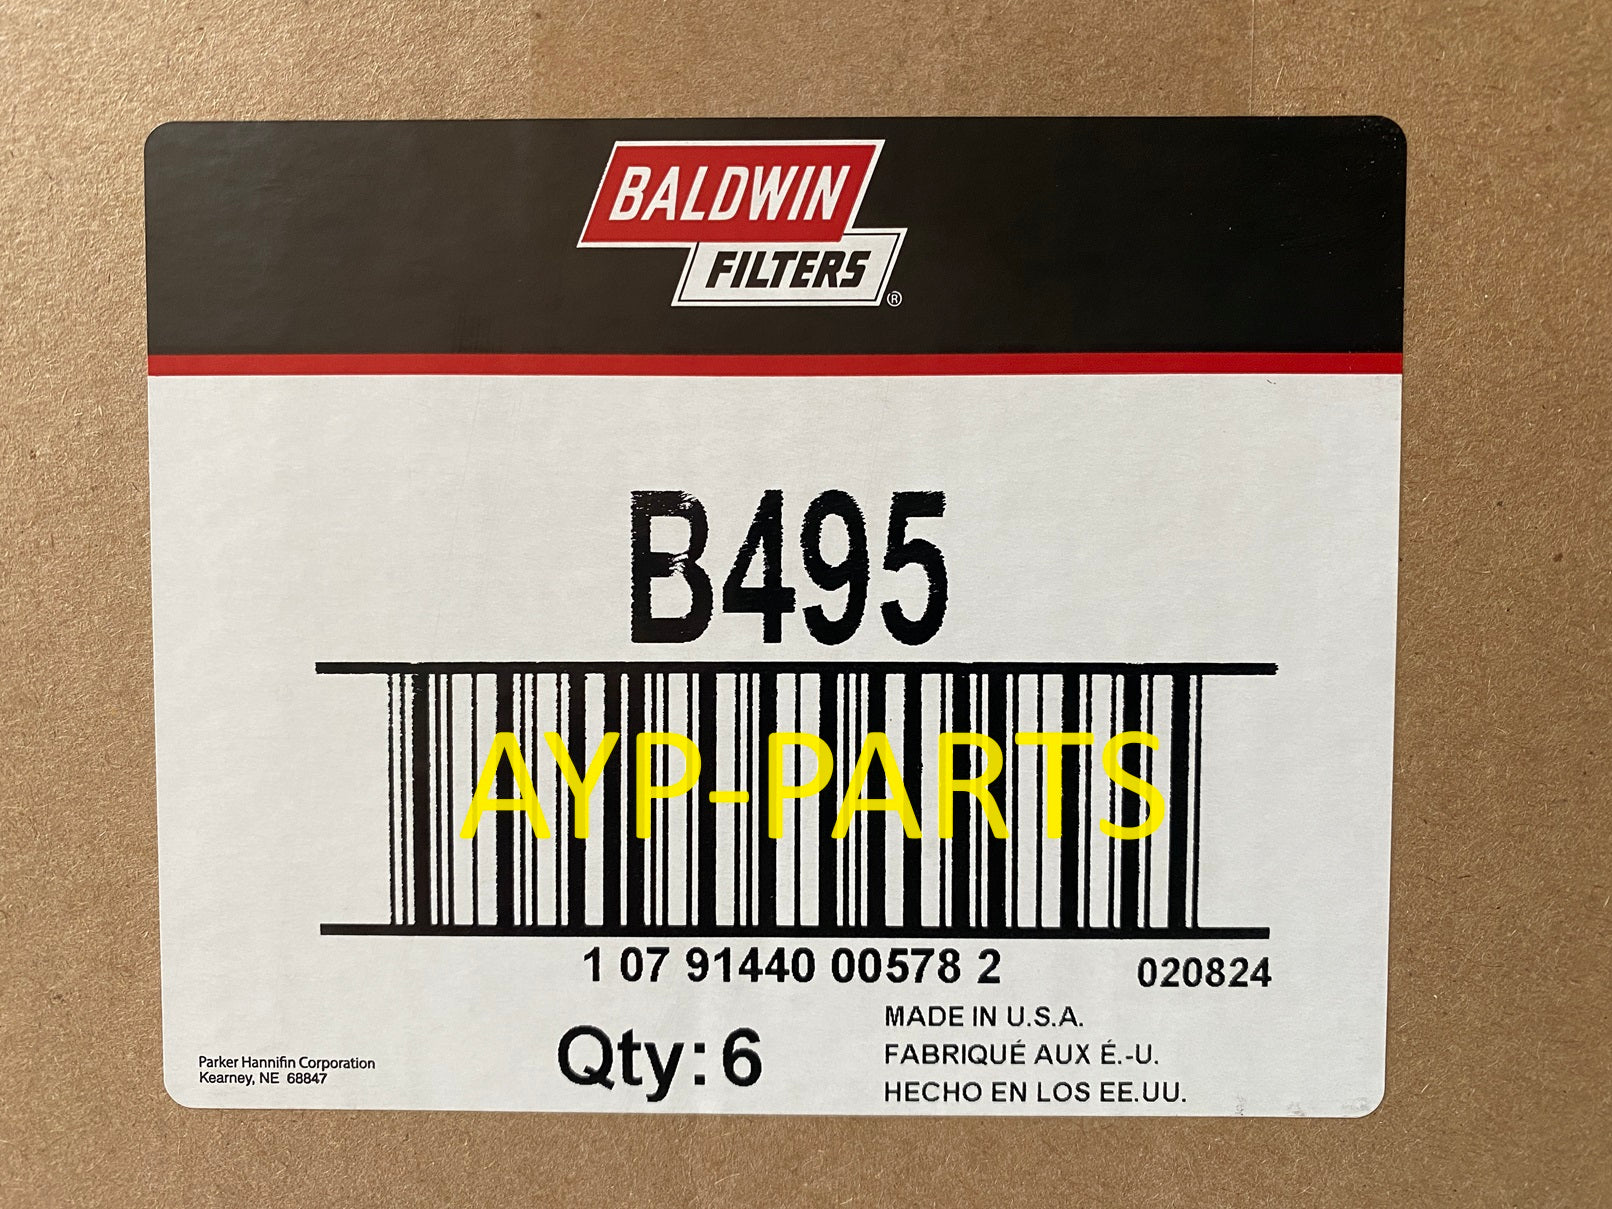 BALDWIN
FILTERS®
B495
AYP-PARTS
1 07 91440 00578 2
020824
Qty: 6
MADE IN U.S.A.
FABRIQUÉ AUX É.-U.
HECHO EN LOS EE.UU.
Parker Hannifin Corporation
Kearney, NE 68847